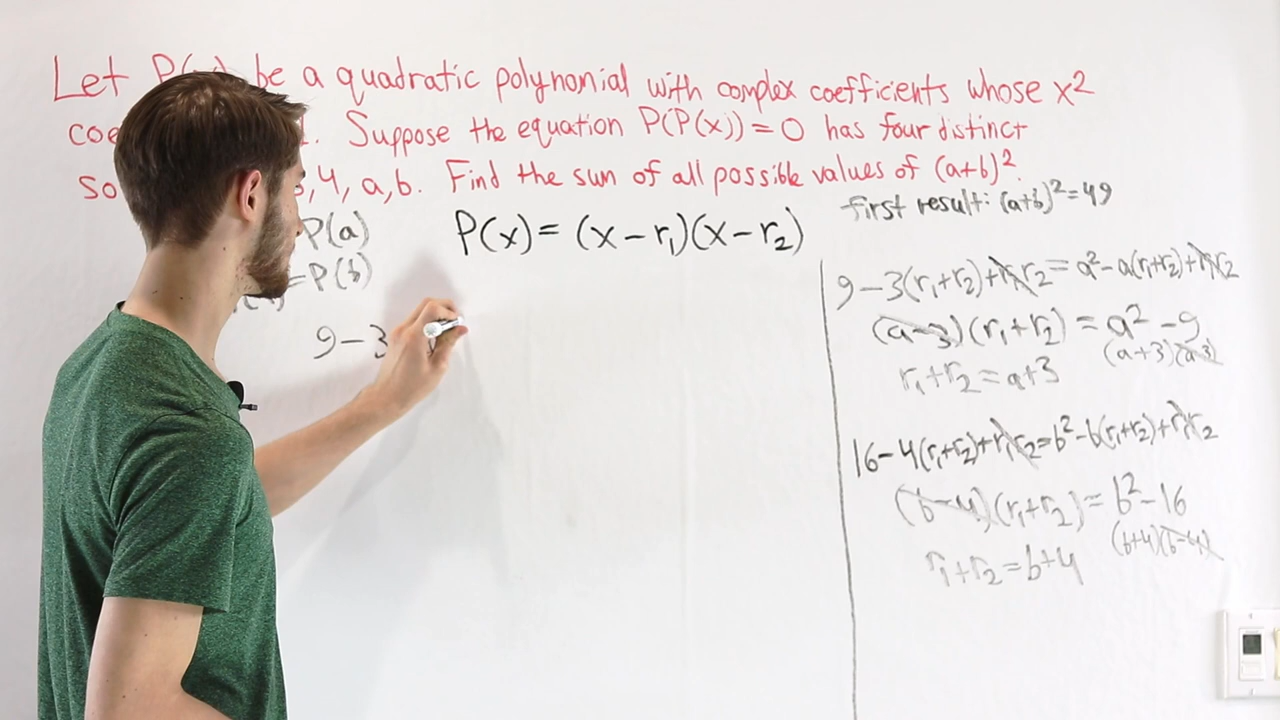 Let P(x) be a quadratic polynomial with complex coefficients whose x²
coe 1. Suppose the equation P(P(x))=0 has four distinct
so 3, 4, a, b. Find the sum of all possible values of (a+b)².
first result: (a+b)²=49
P(a)
P(x)= (x-r₁)(x-r₂)
=P(b)
9-3
9-3(r₁+r₂)+r₁r₂=a²-a(r₁+r₂)+r₁r₂
(a-3)(r₁+r₂)=a²-9
(a+3)(a-3)
r₁+r₂=a+3
16-4(r₁+r₂)+r₁r₂=b²-b(r₁+r₂)+r₁r₂
(b-4)(r₁+r₂)=b²-16
(b+4)(b-4)
r₁+r₂=b+4